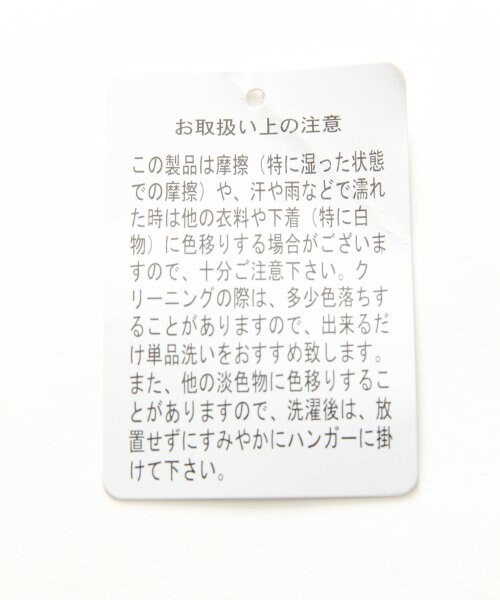 お取扱い上の注意
この製品は摩擦（特に湿った状態
での摩擦）や、汗や雨などで濡れ
た時は他の衣料や下着（特に白
物）に色移りする場合がございま
すので、十分ご注意下さい。ク
リーニングの際は、多少色落ちす
ることがありますので、出来るだ
け単品洗いをおすすめ致します。
また、他の淡色物に色移りするこ
とがありますので、洗濯後は、放
置せずにすみやかにハンガーに掛
けて下さい。